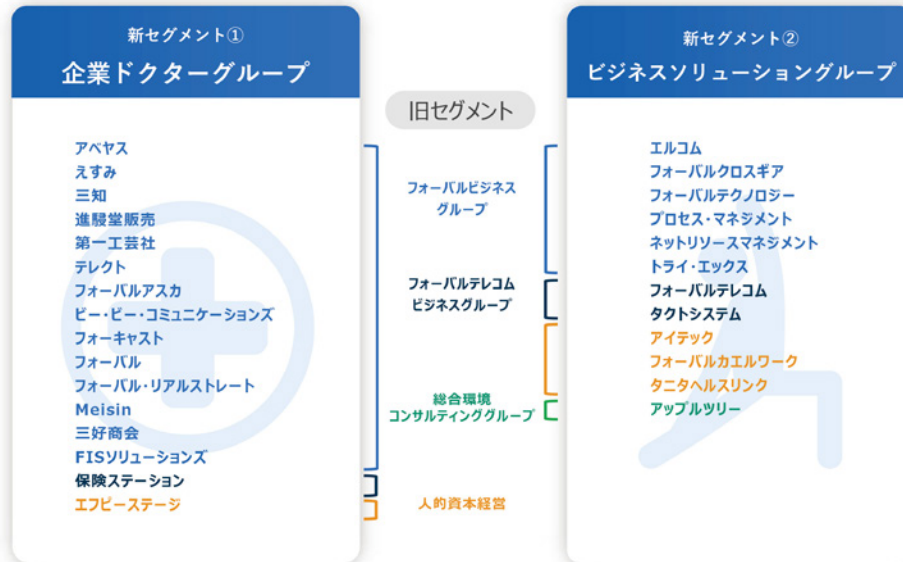 新セグメント①
企業ドクターグループ
アベヤス
えすみ
三知
進駸堂販売
第一工芸社
テレクト
フォーバルアスカ
ビー・ビー・コミュニケーションズ
フォーキャスト
フォーバル
フォーバル・リアルストレート
Meisin
三好商会
FISソリューションズ
保険ステーション
エフピーステージ
旧セグメント
フォーバルビジネス
グループ
フォーバルテレコム
ビジネスグループ
総合環境
コンサルティンググループ
人的資本経営
新セグメント②
ビジネスソリューショングループ
エルコム
フォーバルクロスギア
フォーバルテクノロジー
プロセス・マネジメント
ネットリソースマネジメント
トライ・エックス
フォーバルテレコム
タクトシステム
アイテック
フォーバルカエルワーク
タニタヘルスリンク
アップルツリー